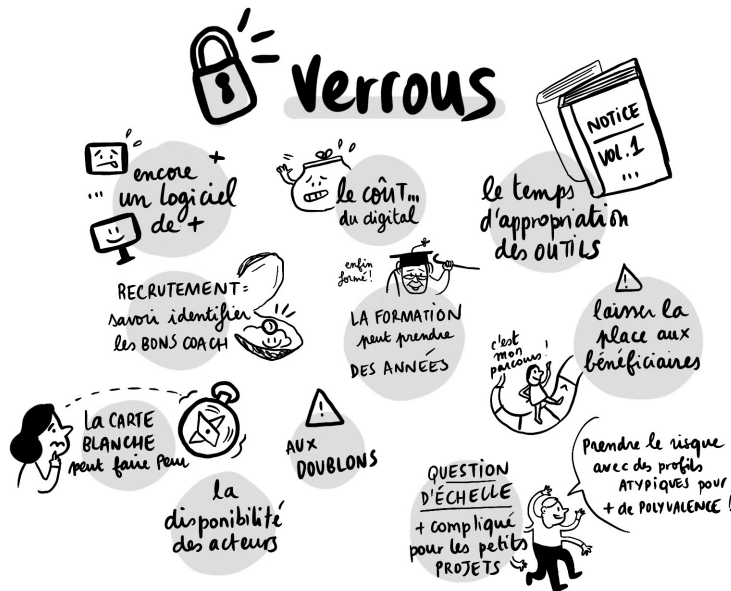 Verrous
NOTICE
VOL.1
...
encore
un logiciel
de +
+
...
le coût...
du digital
le temps
d'appropriation
des OUTILS
RECRUTEMENT=
savoir identifier
les BONS COACH
enfin
formé!
LA FORMATION
peut prendre
DES ANNÉES
laisser la
place aux
bénéficiaires
c'est
mon
parcours!
La CARTE
BLANCHE
peut faire Peur
AUX
DOUBLONS
la
disponibilité
des acteurs
QUESTION
D'ÉCHELLE
+ compliqué
pour les petits
PROJETS
Prendre le risque
avec des profils
ATYPIQUES pour
+ de POLYVALENCE!